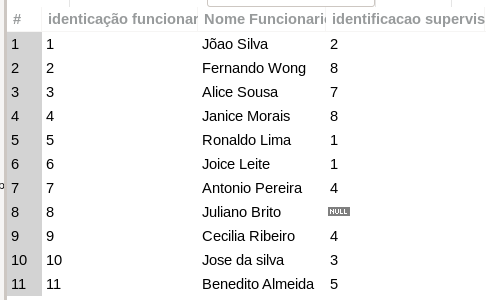 # identicação funcionar Nome Funcionari identificacao supervis
1 1 Jõao Silva 2
2 2 Fernando Wong 8
3 3 Alice Sousa 7
4 4 Janice Morais 8
5 5 Ronaldo Lima 1
6 6 Joice Leite 1
7 7 Antonio Pereira 4
8 8 Juliano Brito NULL
9 9 Cecilia Ribeiro 4
10 10 Jose da silva 3
11 11 Benedito Almeida 5